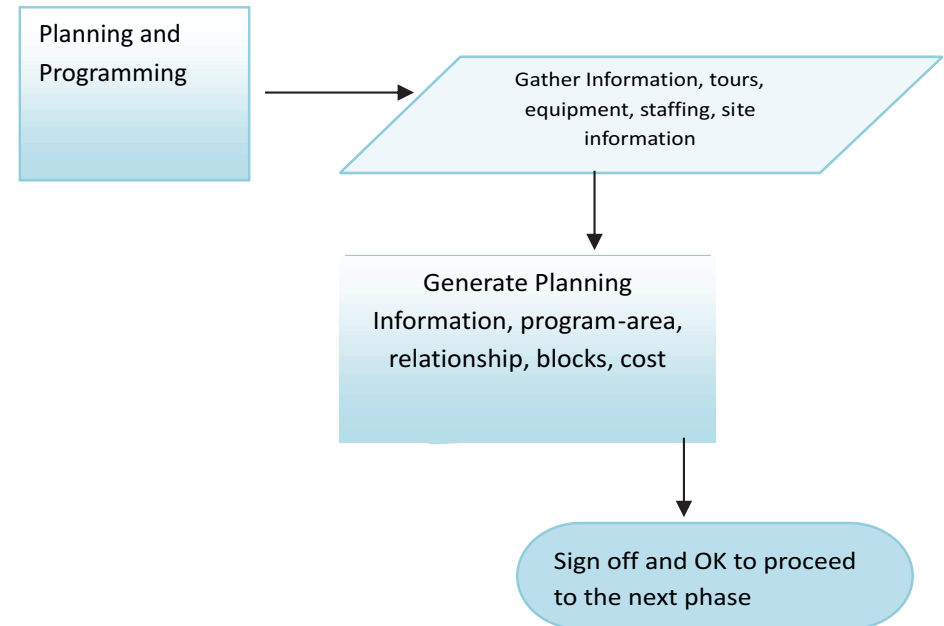 Planning and
Programming
Gather Information, tours,
equipment, staffing, site
information
Generate Planning
Information, program-area,
relationship, blocks, cost
Sign off and OK to proceed
to the next phase